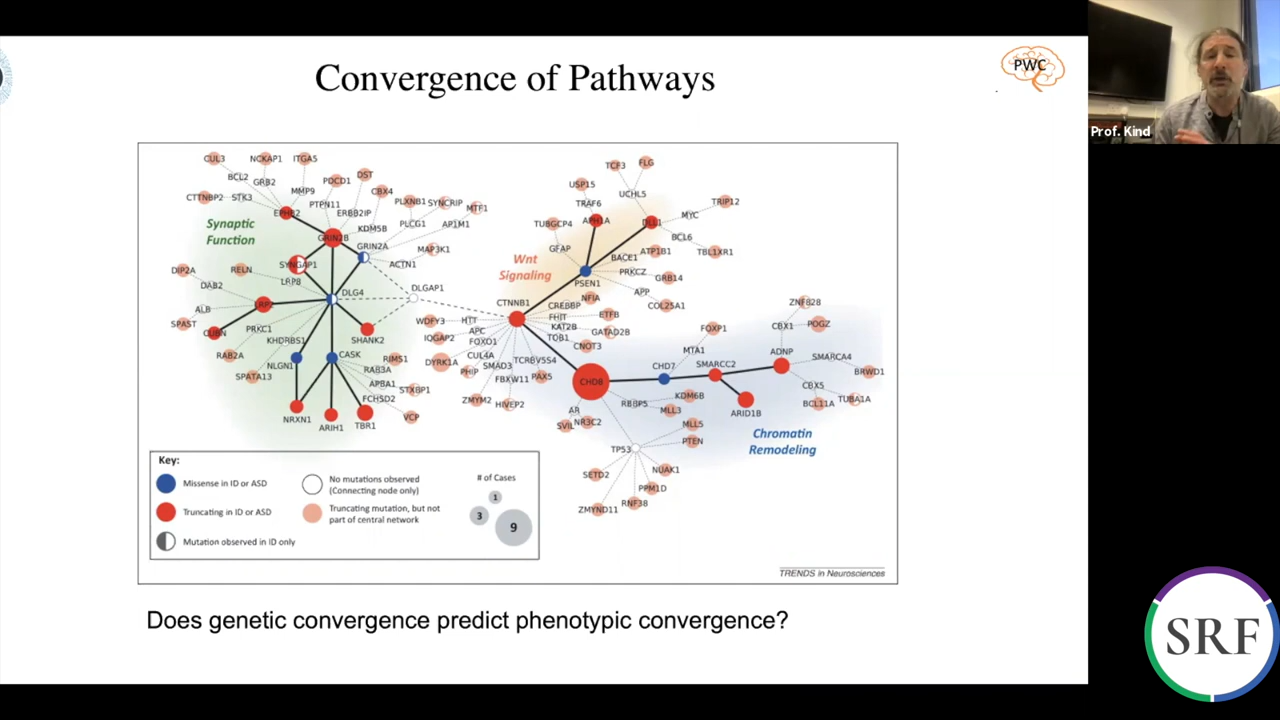 Convergence of Pathways
PWC
Prof. Kind
CUL3 NCKAP1 ITGA5
BCL2 GRB2 MMP9 PDCD1 DST
CTTNBP2 STK3 PTPN11 CBX4
EPHB2 ERBB2IP PLXNB1 SYNCRIP MTF1
Synaptic
Function
GRIN2B KDM5B PLCG1 AP1M1
GRIN2A MAP3K1
DIP2A RELN SYNGAP1 ACTN1
DAB2 LRP8 DLG4 DLGAP1
ALB LRP2
SPAST CUBN PRKC1 SHANK2
RAB2A KHDRBS1
SPATA13 NLGN1 CASK RIMS1
RAB3A
APBA1 STXBP1
FCHSD2
NRXN1 ARIH1 TBR1 VCP
TCF3 FLG
USP15 UCHL5
TRAF6 TRIP12
TUBGCP4 APH1A DLL1 MYC
GFAP BCL6
Wnt
Signaling
BACE1 ATP1B1 TBL1XR1
PRKCZ GRB14
PSEN1 APP
NFIA COL25A1
CTNNB1 CREBBP
FHIT ETFB
WDFY3 HTT KAT2B GATAD2B
IQGAP2 APC TOB1
FOXO1 CNOT3
DYRK1A CUL4A TCRBV5S4
PHIP SMAD3
FBXW11 PAX5
ZMYM2 HIVEP2
ZNF828
FOXP1 CBX1 POGZ
MTA1 ADNP
CHD7 SMARCC2 SMARCA4
BRWD1
CHD8 KDM6B CBX5
RBBP5 MLL3 ARID1B BCL11A TUBA1A
AR
SVIL NR3C2 MLL5
Chromatin
Remodeling
TP53 PTEN
SETD2 NUAK1
PPM1D
ZMYND11 RNF38
Key:
Missense in ID or ASD
Truncating in ID or ASD
Mutation observed in ID only
No mutations observed
(Connecting node only)
Truncating mutation, but not
part of central network
# of Cases
1
3
9
TRENDS in Neurosciences
Does genetic convergence predict phenotypic convergence?
SRF